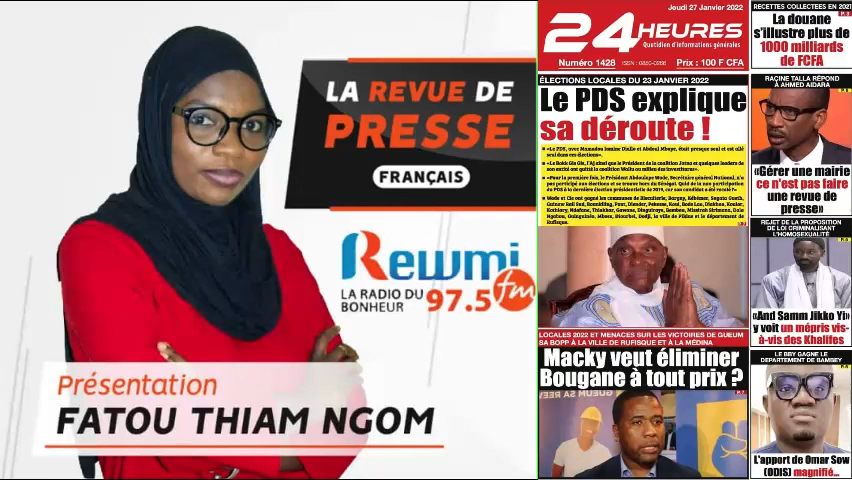 LA REVUE DE
PRESSE
FRANÇAIS
Rewmi
fm
LA RADIO DU
BONHEUR
97.5
Présentation
FATOU THIAM NGOM
Jeudi 27 Janvier 2022
24 HEURES
Quotidien d'informations générales
Numéro 1428
Prix : 100 F CFA
ÉLECTIONS LOCALES DU 23 JANVIER 2022
Le PDS explique
sa déroute !
LOCALES 2022 ET MENACES SUR LES VICTOIRES DE GUEUM
SA BOPP À LA VILLE DE RUFISQUE ET À LA MÉDINA
Macky veut éliminer
Bougane à tout prix ?
RECETTES COLLECTEES EN 2021
La douane
s'illustre plus de
1000 milliards
de FCFA
RACINE TALLA RÉPOND
À AHMED AIDARA
«Gérer une mairie
ce n'est pas faire
une revue de
presse»
REJET DE LA PROPOSITION
DE LOI CRIMINALISANT
L'HOMOSEXUALITÉ
«And Samm Jikko Yi»
y voit un mépris vis-
à-vis des Khalifes
LE BBY GAGNE LE
DEPARTEMENT DE BAMBEY
L'apport de Omar Sow
(ODIS) magnifié...